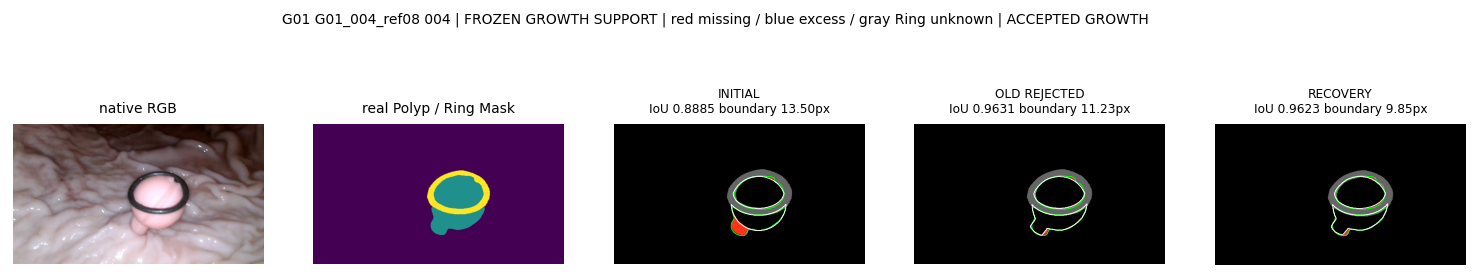 G01 G01_004_ref08 004 | FROZEN GROWTH SUPPORT | red missing / blue excess / gray Ring unknown | ACCEPTED GROWTH
native RGB
real Polyp / Ring Mask
INITIAL
IoU 0.8885 boundary 13.50px
OLD REJECTED
IoU 0.9631 boundary 11.23px
RECOVERY
IoU 0.9623 boundary 9.85px